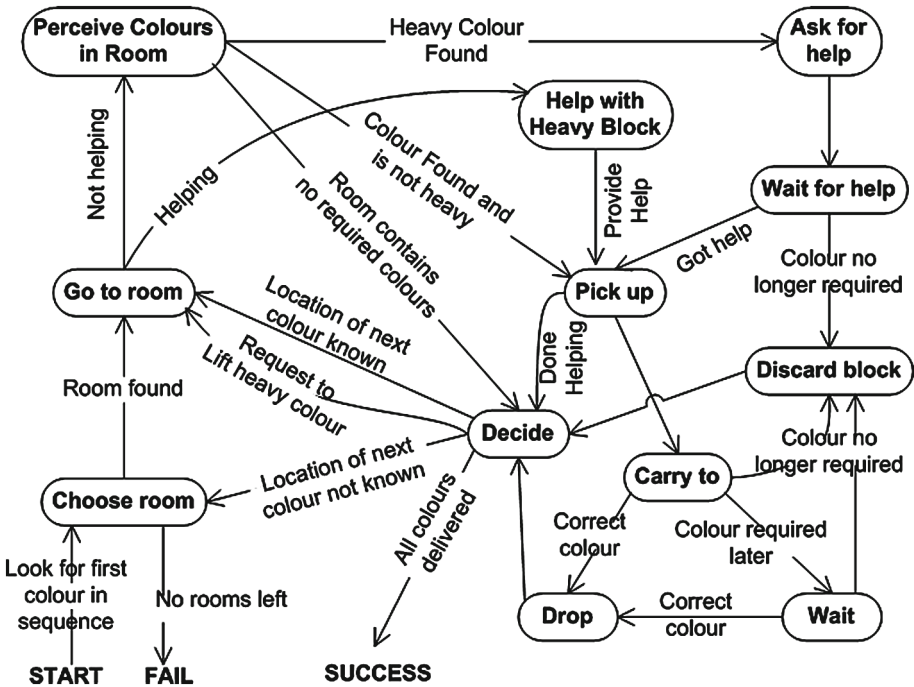 Perceive Colours
in Room
Heavy Colour
Found
Ask for
help
Help with
Heavy Block
Not helping
Helping
Colour Found and
is not heavy
Room contains
no required colours
Provide
Help
Wait for help
Got help
Colour no
longer required
Go to room
Pick up
Location of next
colour known
Request to
Lift heavy colour
Done
Helping
Discard block
Room found
Decide
Colour no
longer required
Carry to
Choose room
Location of next
colour not known
All colours
delivered
Correct
colour
Colour required
later
Look for first
colour in
sequence
No rooms left
Drop
Correct
colour
Wait
START
FAIL
SUCCESS